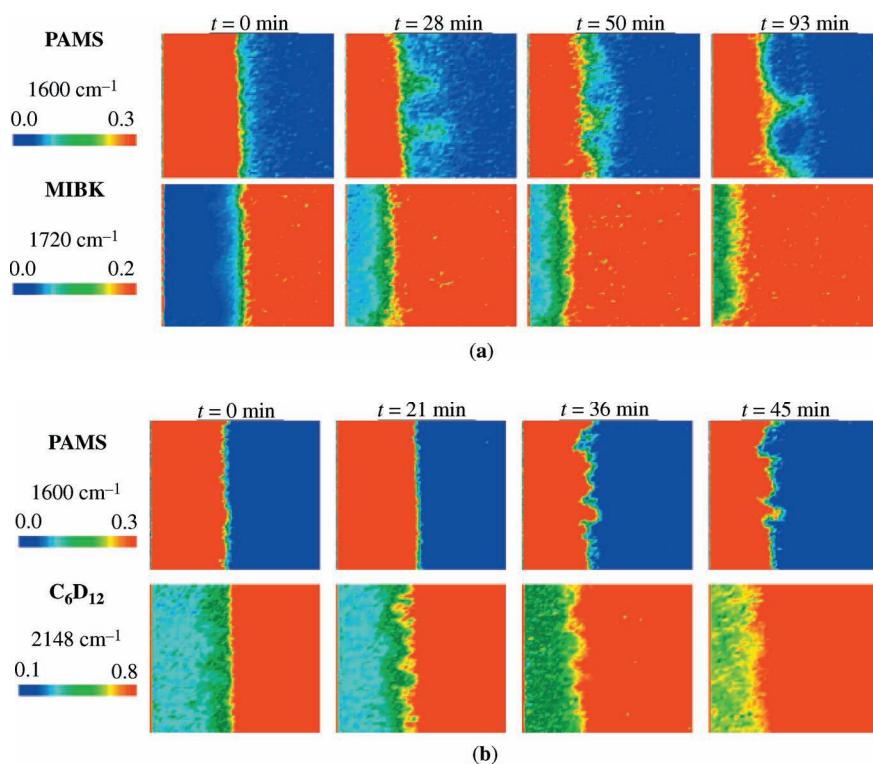 t = 0 min t = 28 min t = 50 min t = 93 min
PAMS
1600 cm⁻¹
0.0 0.3
MIBK
1720 cm⁻¹
0.0 0.2
(a)
t = 0 min t = 21 min t = 36 min t = 45 min
PAMS
1600 cm⁻¹
0.0 0.3
C₆D₁₂
2148 cm⁻¹
0.1 0.8
(b)